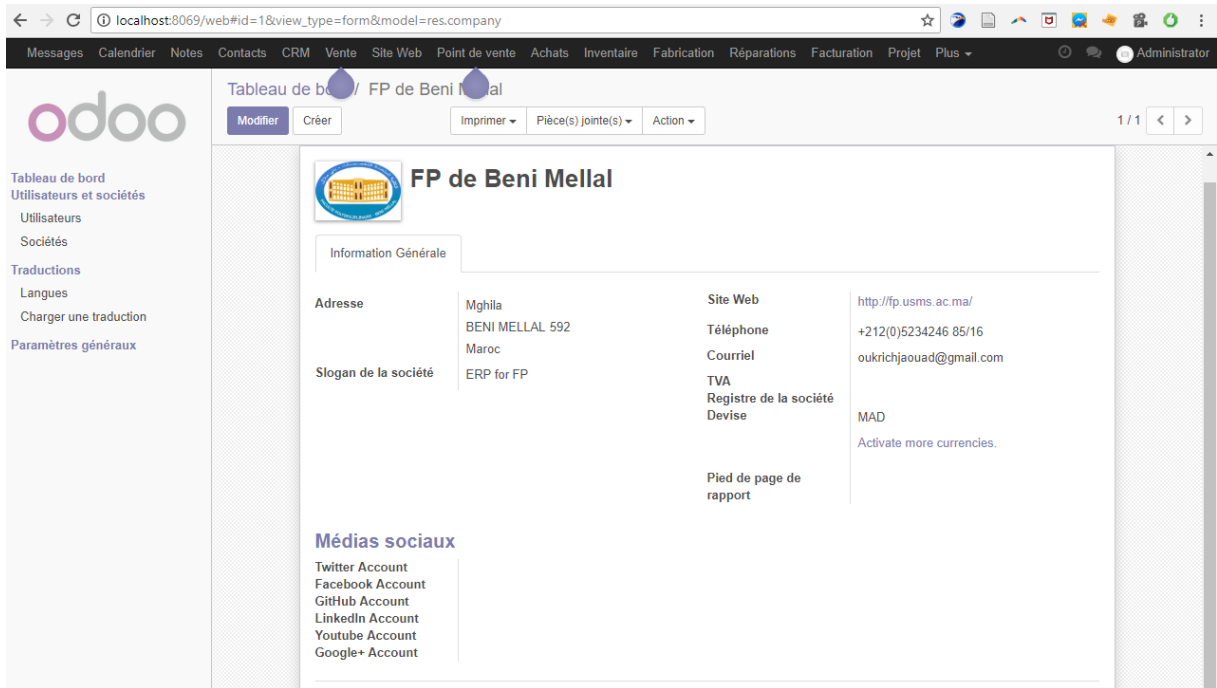 localhost:8069/web#id=1&view_type=form&model=res.company
Messages Calendrier Notes Contacts CRM Vente Site Web Point de vente Achats Inventaire Fabrication Réparations Facturation Projet Plus Administrator
odoo
Tableau de / FP de Beni
Modifier Créer Imprimer Pièce(s) jointe(s) Action 1 / 1
Tableau de bord
Utilisateurs et sociétés
Utilisateurs
Sociétés
Traductions
Langues
Charger une traduction
Paramètres généraux
FP de Beni Mellal
Information Générale
Adresse
Mghila
BENI MELLAL 592
Maroc
Slogan de la société ERP for FP
Site Web http://fp.usms.ac.ma/
Téléphone +212(0)5234246 85/16
Courriel oukrichjaouad@gmail.com
TVA
Registre de la société
Devise MAD
Activate more currencies.
Pied de page de
rapport
Médias sociaux
Twitter Account
Facebook Account
GitHub Account
LinkedIn Account
Youtube Account
Google+ Account